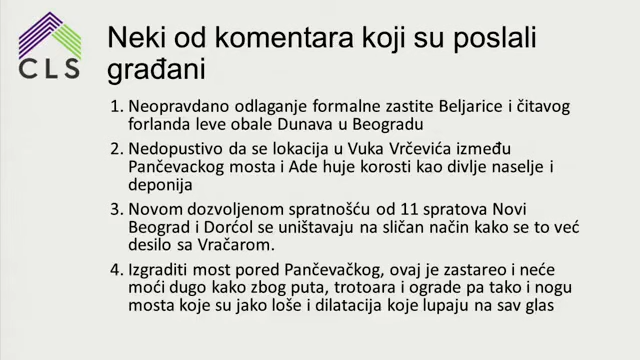 CLS
Neki od komentara koji su poslali
građani
1. Neopravdano odlaganje formalne zastite Beljarice i čitavog
forlanda leve obale Dunava u Beogradu
2. Nedopustivo da se lokacija u Vuka Vrčevića između
Pančevackog mosta i Ade huje korosti kao divlje naselje i
deponija
3. Novom dozvoljenom spratnošću od 11 spratova Novi
Beograd i Dorćol se uništavaju na sličan način kako se to već
desilo sa Vračarom.
4. Izgraditi most pored Pančevačkog, ovaj je zastareo i neće
moći dugo kako zbog puta, trotoara i ograde pa tako i nogu
mosta koje su jako loše i dilatacija koje lupaju na sav glas